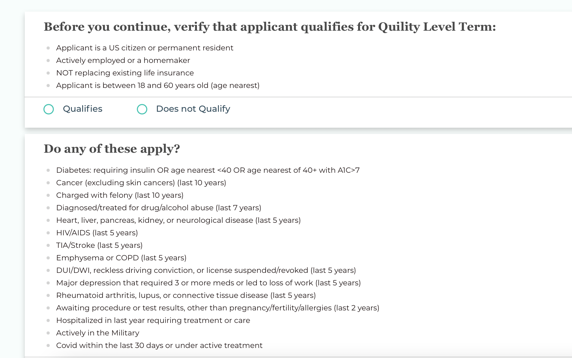 Before you continue, verify that applicant qualifies for Quility Level Term:
Applicant is a US citizen or permanent resident
Actively employed or a homemaker
NOT replacing existing life insurance
Applicant is between 18 and 60 years old (age nearest)
Qualifies Does not Qualify
Do any of these apply?
Diabetes: requiring insulin OR age nearest <40 OR age nearest of 40+ with A1C>7
Cancer (excluding skin cancers) (last 10 years)
Charged with felony (last 10 years)
Diagnosed/treated for drug/alcohol abuse (last 7 years)
Heart, liver, pancreas, kidney, or neurological disease (last 5 years)
HIV/AIDS (last 5 years)
TIA/Stroke (last 5 years)
Emphysema or COPD (last 5 years)
DUI/DWI, reckless driving conviction, or license suspended/revoked (last 5 years)
Major depression that required 3 or more meds or led to loss of work (last 5 years)
Rheumatoid arthritis, lupus, or connective tissue disease (last 5 years)
Awaiting procedure or test results, other than pregnancy/fertility/allergies (last 2 years)
Hospitalized in last year requiring treatment or care
Actively in the Military
Covid within the last 30 days or under active treatment